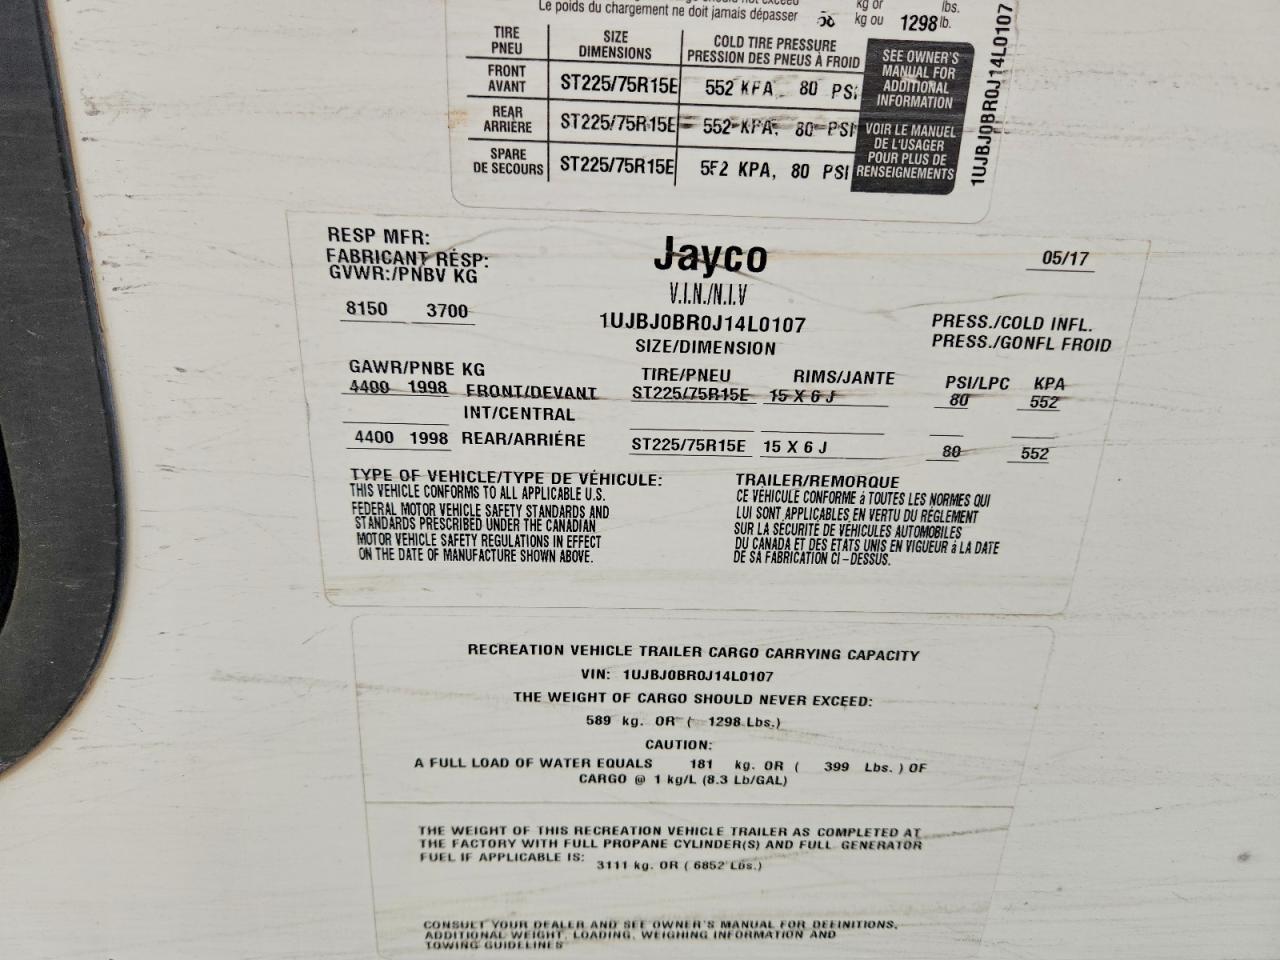 kg or lbs.
Le poids du chargement ne doit jamais dépasser kg ou 1298 lb.
TIRE PNEU SIZE DIMENSIONS COLD TIRE PRESSURE PRESSION DES PNEUS À FROID
FRONT AVANT ST225/75R15E 552 KPA, 80 PSI
REAR ARRIÈRE ST225/75R15E 552 KPA, 80 PSI
SPARE DE SECOURS ST225/75R15E 552 KPA, 80 PSI
SEE OWNER'S
MANUAL FOR
ADDITIONAL
INFORMATION
VOIR LE MANUEL
DE L'USAGER
POUR PLUS DE
RENSEIGNEMENTS
1UJBJ0BR0J14L0107
RESP MFR:
FABRICANT RÉSP:
GVWR:/PNBV KG
8150 3700
Jayco
05/17
V.I.N./N.I.V
1UJBJ0BR0J14L0107
SIZE/DIMENSION
PRESS./COLD INFL.
PRESS./GONFL FROID
GAWR/PNBE KG TIRE/PNEU RIMS/JANTE PSI/LPC KPA
4400 1998 FRONT/DEVANT ST225/75R15E 15 X 6 J 80 552
INT/CENTRAL
4400 1998 REAR/ARRIÉRE ST225/75R15E 15 X 6 J 80 552
TYPE OF VEHICLE/TYPE DE VÉHICULE: TRAILER/REMORQUE
THIS VEHICLE CONFORMS TO ALL APPLICABLE U.S.
FEDERAL MOTOR VEHICLE SAFETY STANDARDS AND
STANDARDS PRESCRIBED UNDER THE CANADIAN
MOTOR VEHICLE SAFETY REGULATIONS IN EFFECT
ON THE DATE OF MANUFACTURE SHOWN ABOVE.
CE VÉHICULE CONFORME á TOUTES LES NORMES QUI
LUI SONT APPLICABLES EN VERTU DU RÉGLEMENT
SUR LA SÉCURITE DE VÉHICULES AUTOMOBILES
DU CANADA ET DES ETATS UNIS EN VIGUEUR á LA DATE
DE SA FABRICATION CI-DESSUS.
RECREATION VEHICLE TRAILER CARGO CARRYING CAPACITY
VIN: 1UJBJ0BR0J14L0107
THE WEIGHT OF CARGO SHOULD NEVER EXCEED:
589 kg. OR ( 1298 Lbs.)
CAUTION:
A FULL LOAD OF WATER EQUALS 181 kg. OR ( 399 Lbs. ) OF
CARGO @ 1 kg/L (8.3 Lb/GAL)
THE WEIGHT OF THIS RECREATION VEHICLE TRAILER AS COMPLETED AT
THE FACTORY WITH FULL PROPANE CYLINDER(S) AND FULL GENERATOR
FUEL IF APPLICABLE IS: 3111 kg. OR ( 6852 Lbs.)
CONSULT YOUR DEALER AND SEE OWNER'S MANUAL FOR DEFINITIONS,
ADDITIONAL WEIGHT, LOADING, WEIGHING INFORMATION AND
TOWING GUIDELINES